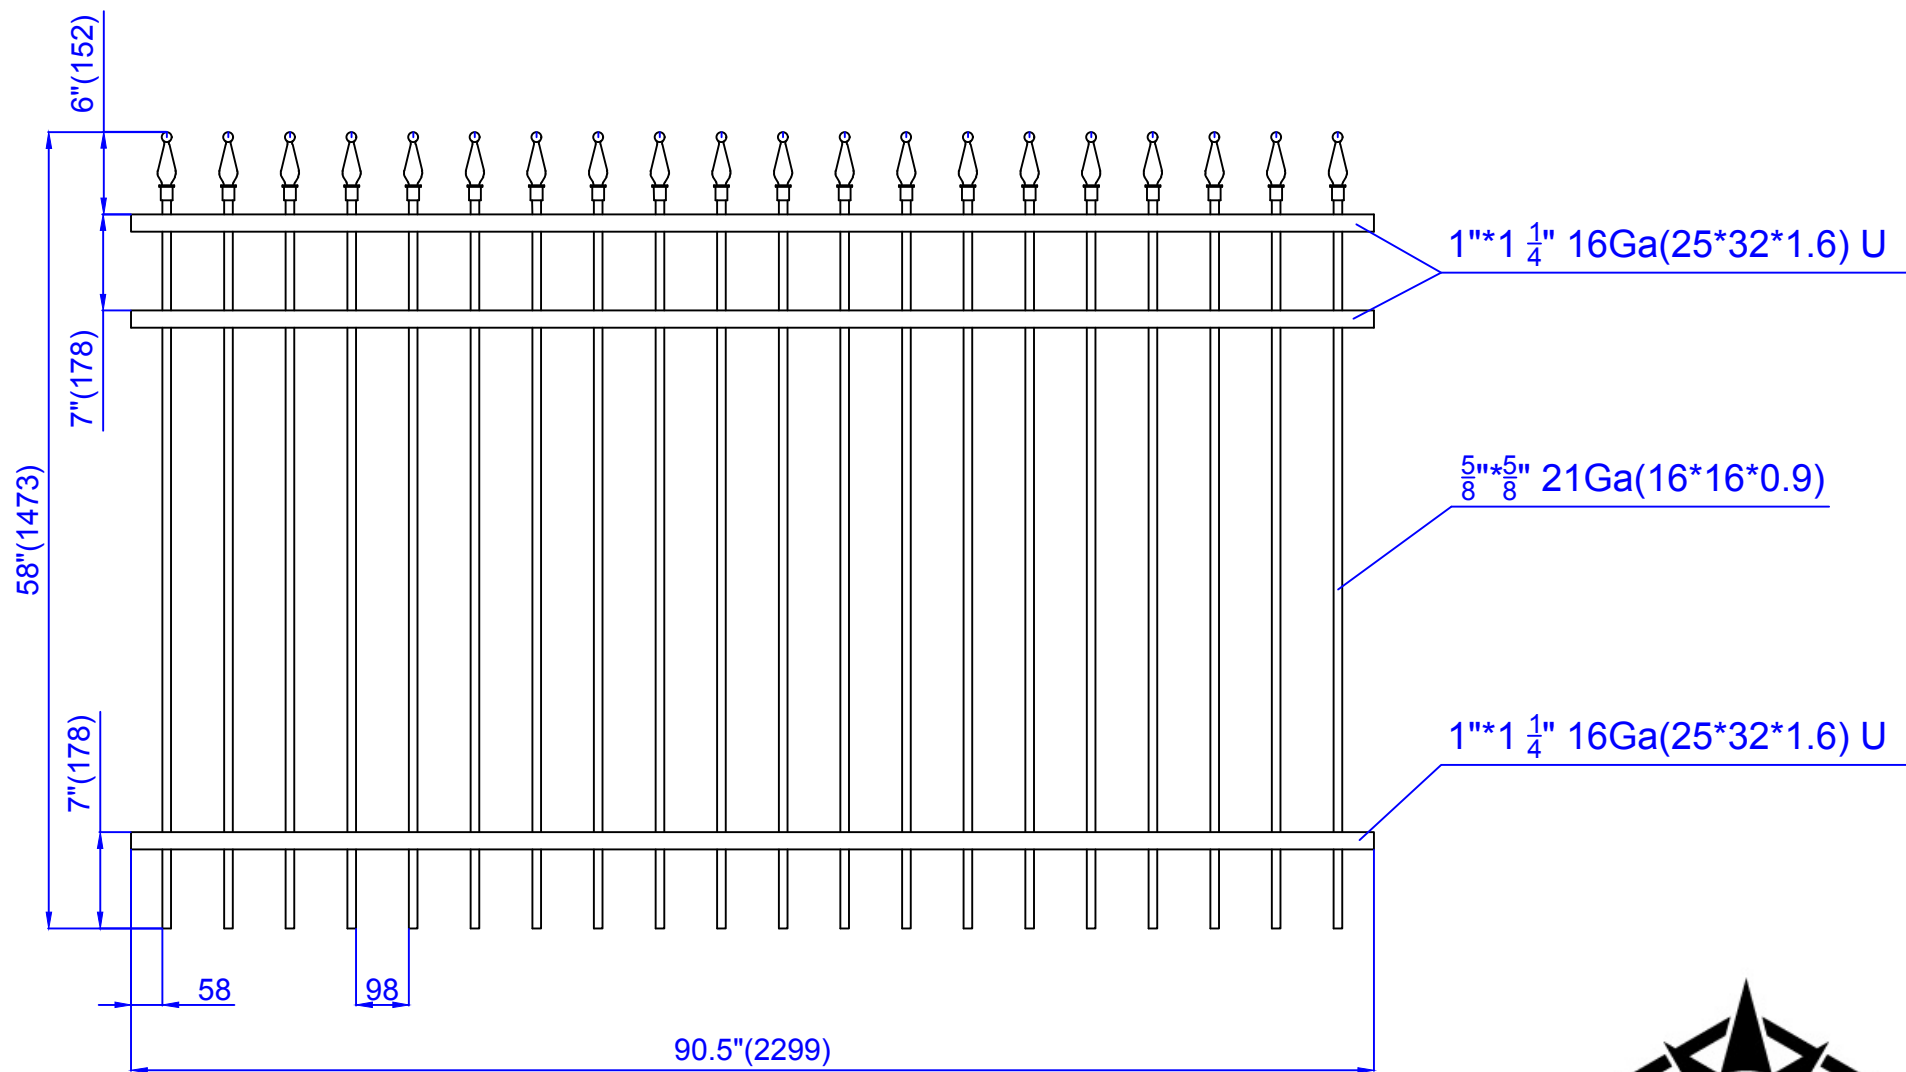 6"(152)
1"*1 1/4" 16Ga(25*32*1.6) U
7"(178)
5/8"*5/8" 21Ga(16*16*0.9)
58"(1473)
1"*1 1/4" 16Ga(25*32*1.6) U
7"(178)
58
98
90.5"(2299)